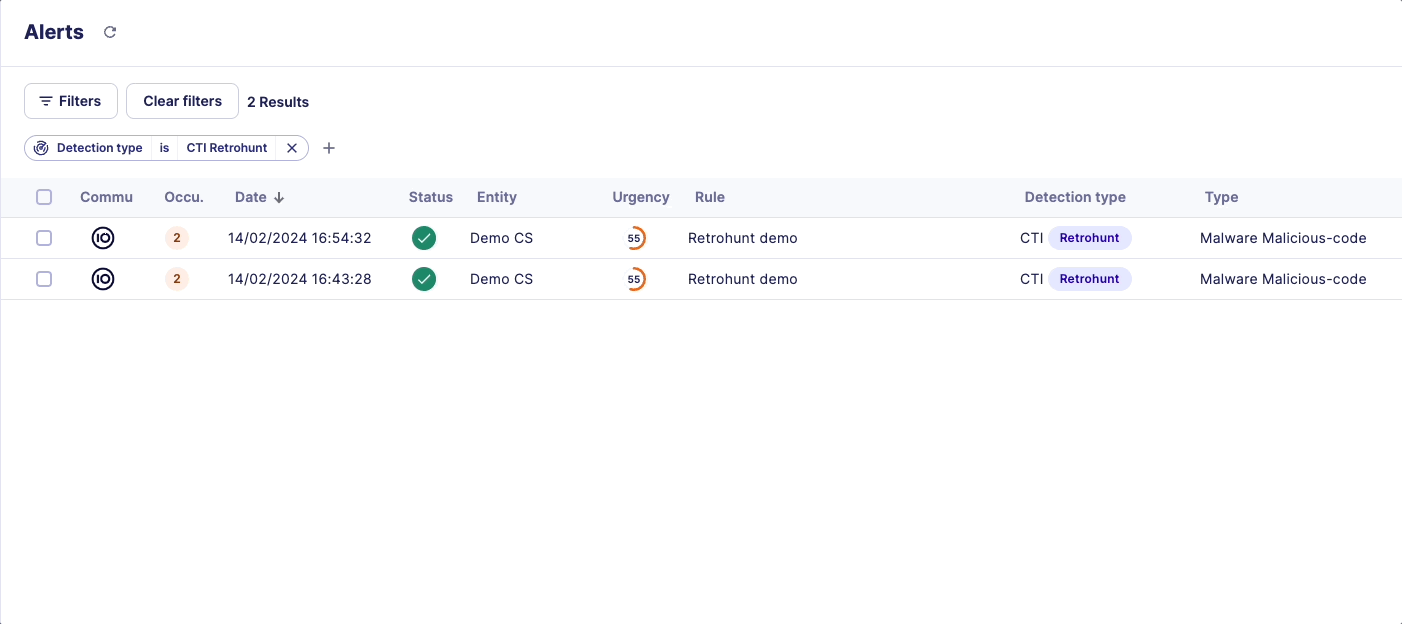 Alerts
Filters Clear filters 2 Results
Detection type is CTI Retrohunt
Commu Occu. Date Status Entity Urgency Rule Detection type Type
2 14/02/2024 16:54:32 Demo CS 55 Retrohunt demo CTI Retrohunt Malware Malicious-code
2 14/02/2024 16:43:28 Demo CS 55 Retrohunt demo CTI Retrohunt Malware Malicious-code